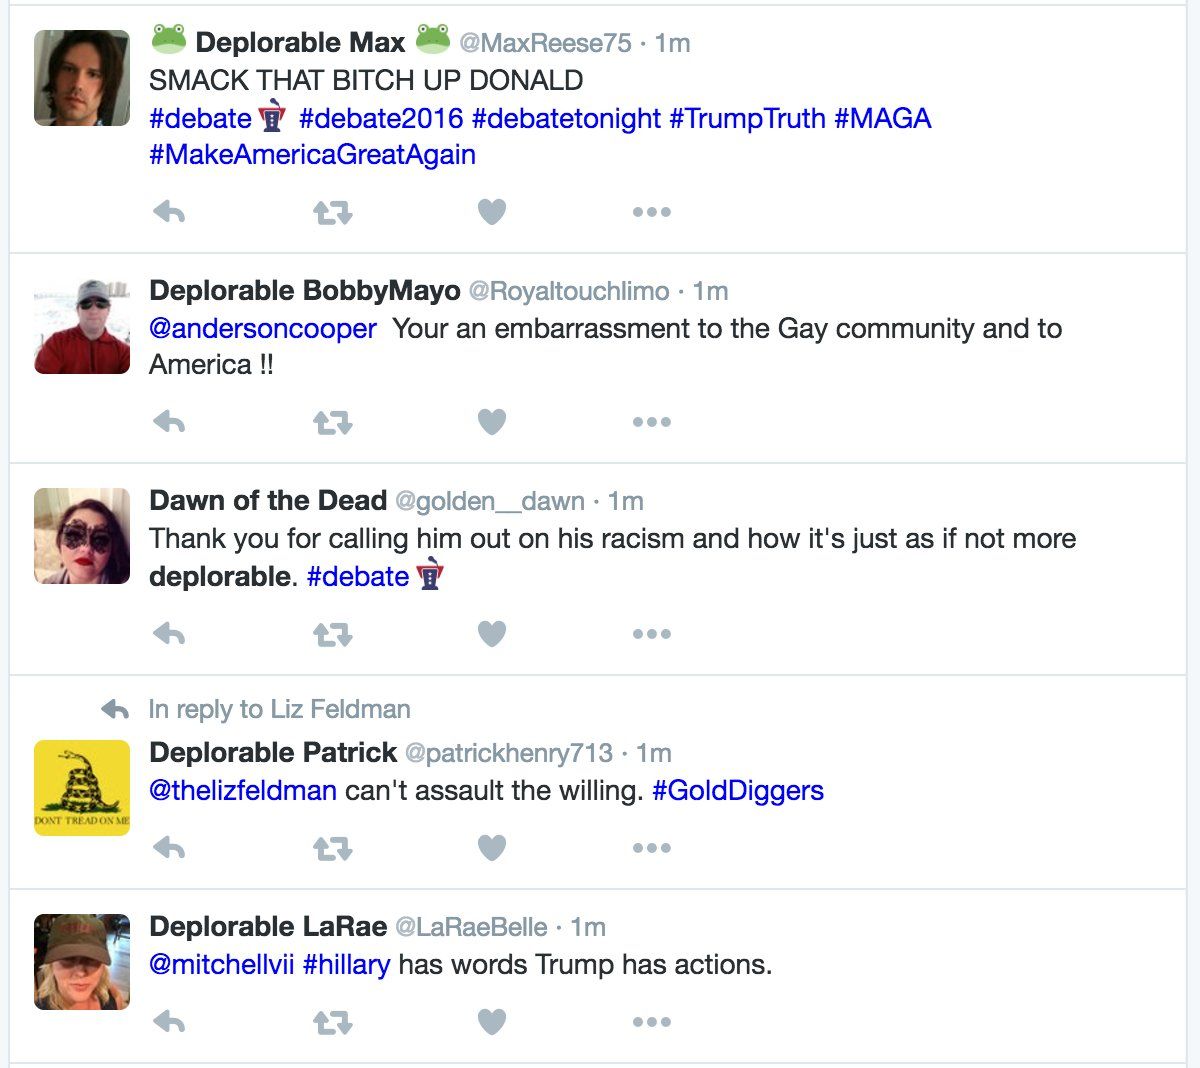 Deplorable Max @MaxReese75 · 1m
SMACK THAT BITCH UP DONALD
#debate #debate2016 #debatetonight #TrumpTruth #MAGA
#MakeAmericaGreatAgain
Deplorable BobbyMayo @Royaltouchlimo · 1m
@andersoncooper Your an embarrassment to the Gay community and to
America !!
Dawn of the Dead @golden__dawn · 1m
Thank you for calling him out on his racism and how it's just as if not more
deplorable. #debate
In reply to Liz Feldman
Deplorable Patrick @patrickhenry713 · 1m
@thelizfeldman can't assault the willing. #GoldDiggers
DONT TREAD ON ME
Deplorable LaRae @LaRaeBelle · 1m
@mitchellvii #hillary has words Trump has actions.